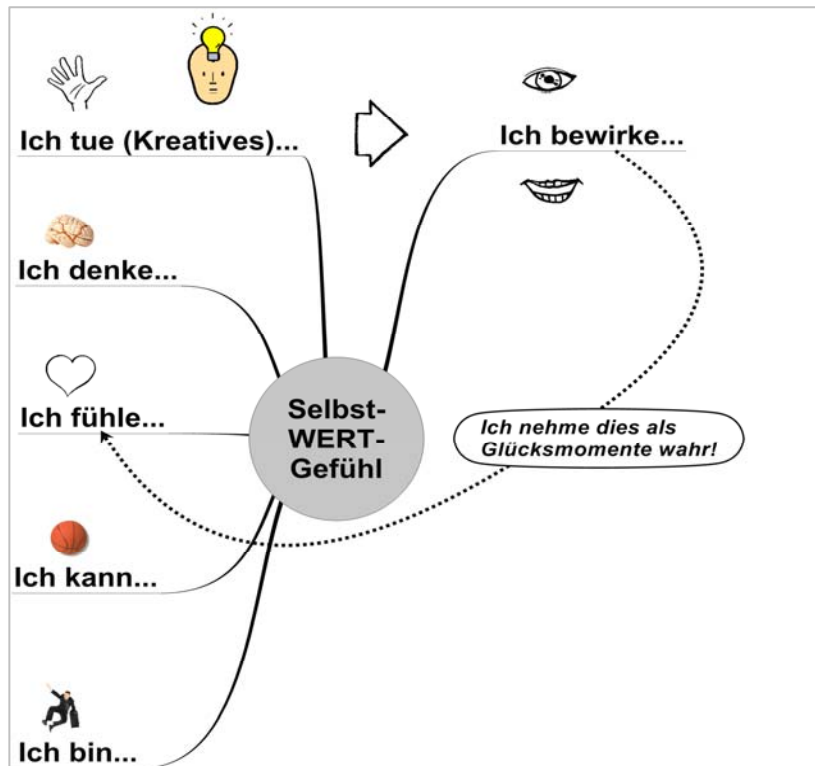 Ich tue (Kreatives)...
Ich bewirke...
Ich denke...
Ich fühle...
Selbst-
WERT-
Gefühl
Ich nehme dies als
Glücksmomente wahr!
Ich kann...
Ich bin...